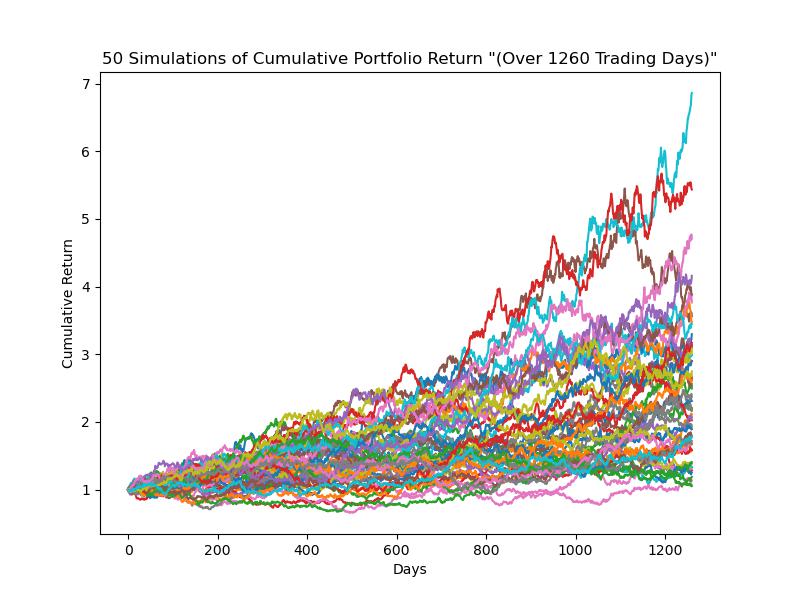 50 Simulations of Cumulative Portfolio Return "(Over 1260 Trading Days)"
7
6
5
4
3
2
1
Cumulative Return
0 200 400 600 800 1000 1200
Days